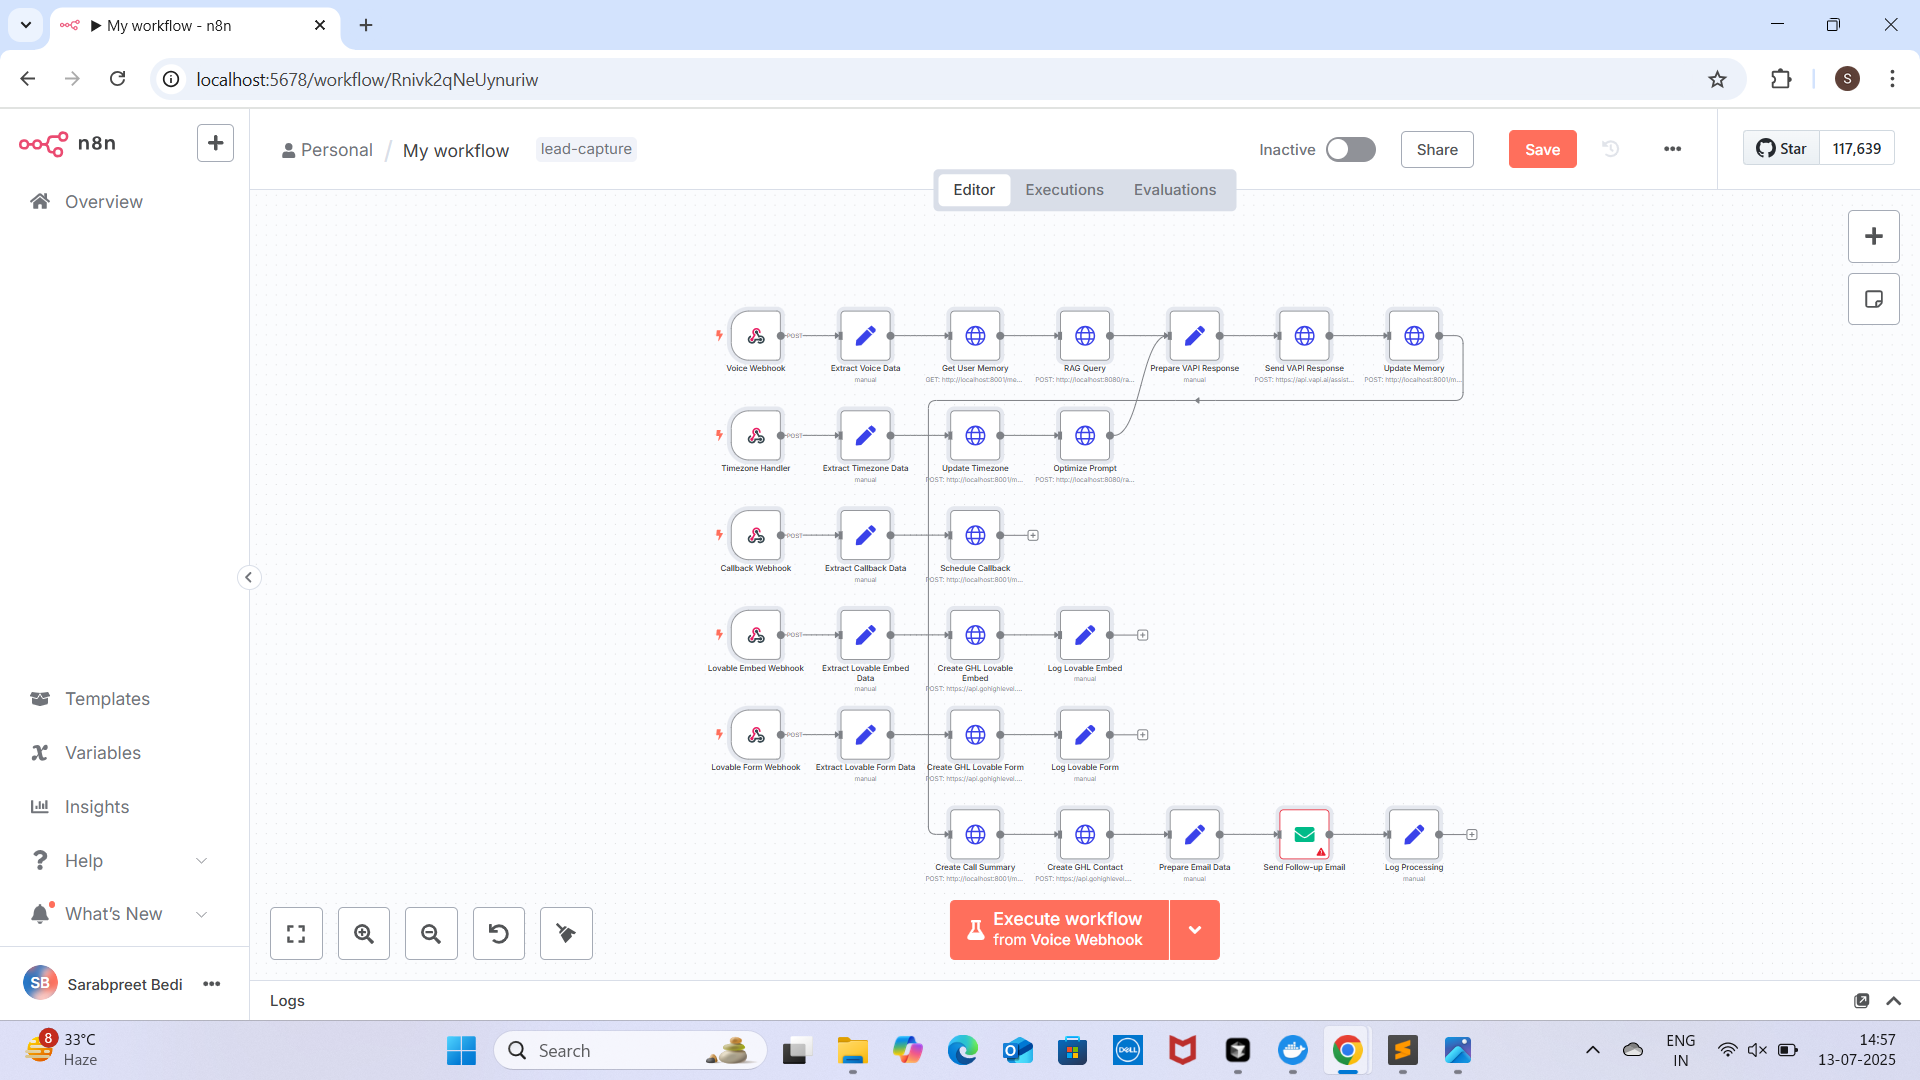 My workflow - n8n
localhost:5678/workflow/Rnivk2qNeUynuriw
S
n8n
Personal / My workflow
lead-capture
Inactive
Share
Save
Star
117,639
Editor
Executions
Evaluations
Overview
Templates
Variables
Insights
Help
What's New
SB
Sarabpreet Bedi
POST
Voice Webhook
Extract Voice Data
manual
Get User Memory
GET: http://localhost:8001/me...
RAG Query
POST: http://localhost:8080/ra...
Prepare VAPI Response
manual
Send VAPI Response
POST: https://api.vapi.ai/assist...
Update Memory
POST: http://localhost:8001/m...
POST
Timezone Handler
Extract Timezone Data
manual
Update Timezone
POST: http://localhost:8001/m...
Optimize Prompt
POST: http://localhost:8080/ra...
POST
Callback Webhook
Extract Callback Data
manual
Schedule Callback
POST: http://localhost:8001/m...
POST
Lovable Embed Webhook
Extract Lovable Embed
Data
manual
Create GHL Lovable
Embed
POST: https://api.gohighlevel....
Log Lovable Embed
manual
POST
Lovable Form Webhook
Extract Lovable Form Data
manual
Create GHL Lovable Form
POST: https://api.gohighlevel....
Log Lovable Form
manual
Create Call Summary
POST: http://localhost:8001/m...
Create GHL Contact
POST: https://api.gohighlevel....
Prepare Email Data
manual
Send Follow-up Email
Log Processing
manual
Execute workflow
from Voice Webhook
Logs
8
33°C
Haze
Search
DELL
ENG
IN
14:57
13-07-2025